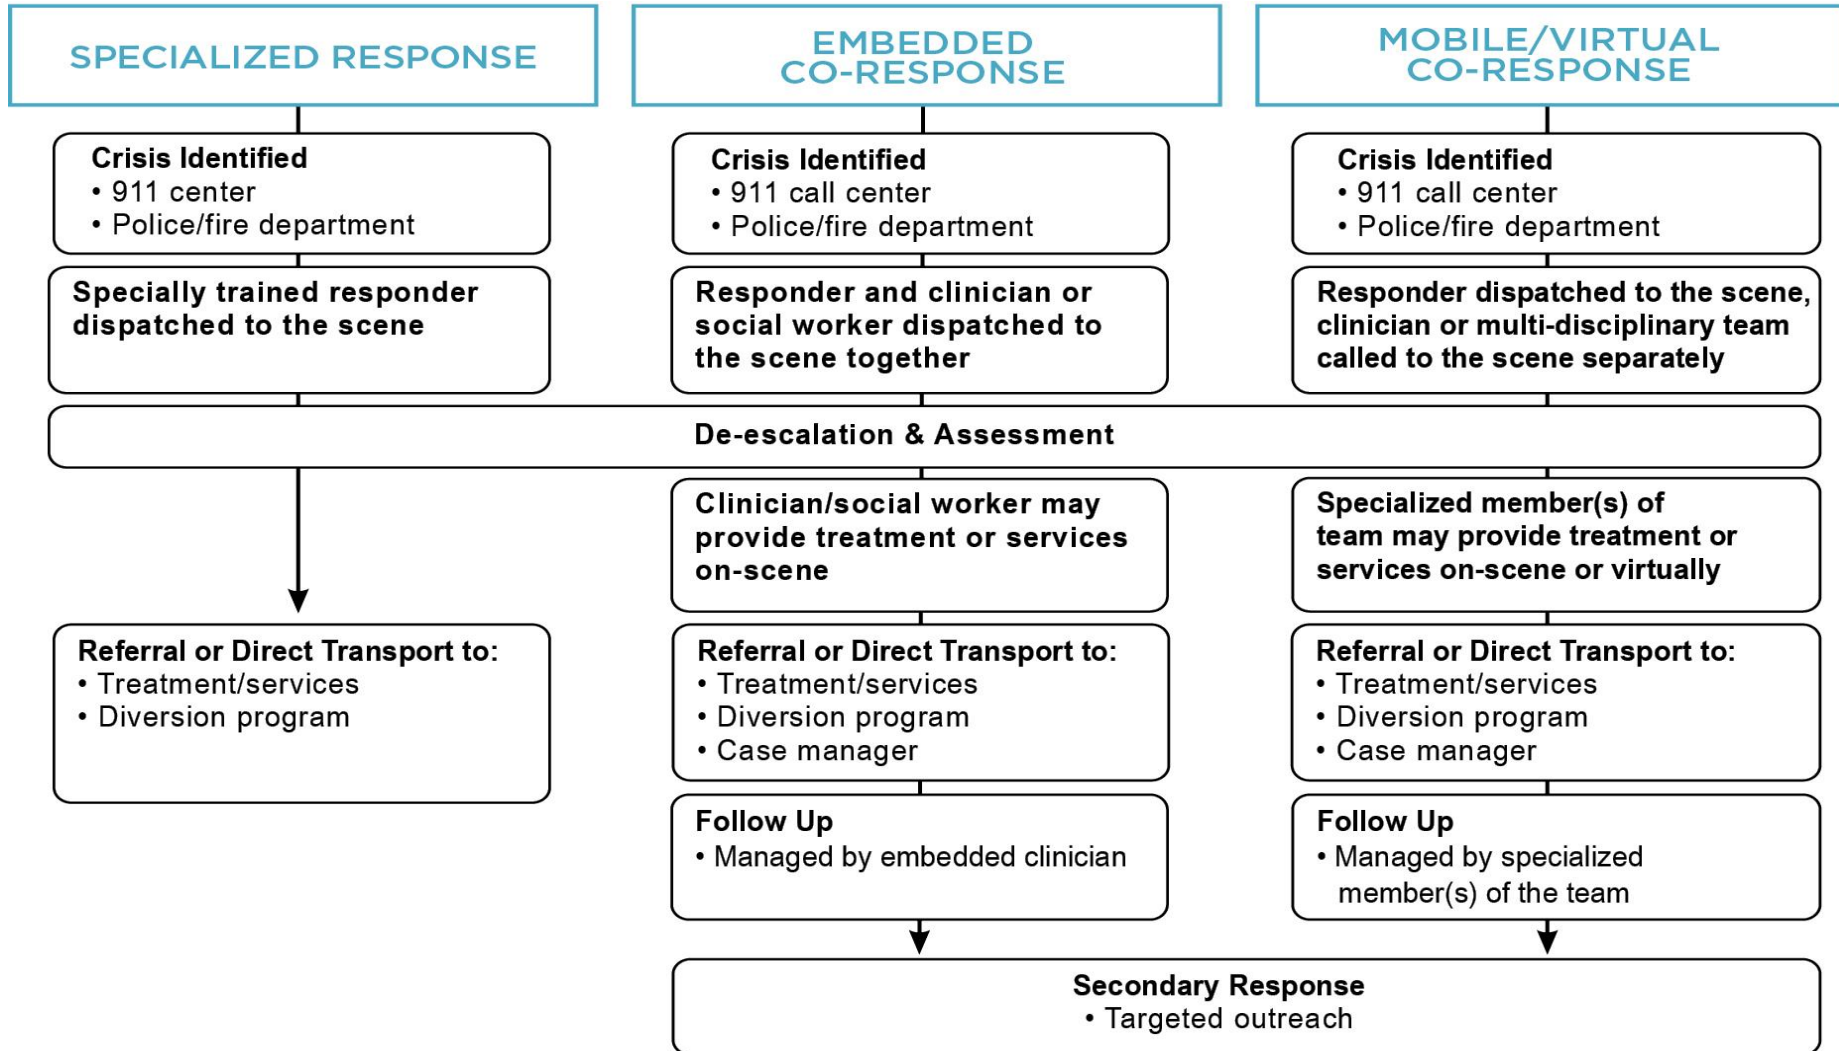 SPECIALIZED RESPONSE
EMBEDDED
CO-RESPONSE
MOBILE/VIRTUAL
CO-RESPONSE
Crisis Identified
• 911 center
• Police/fire department
Crisis Identified
• 911 call center
• Police/fire department
Crisis Identified
• 911 call center
• Police/fire department
Specially trained responder
dispatched to the scene
Responder and clinician or
social worker dispatched to
the scene together
Responder dispatched to the scene,
clinician or multi-disciplinary team
called to the scene separately
De-escalation & Assessment
Clinician/social worker may
provide treatment or services
on-scene
Specialized member(s) of
team may provide treatment or
services on-scene or virtually
Referral or Direct Transport to:
• Treatment/services
• Diversion program
Referral or Direct Transport to:
• Treatment/services
• Diversion program
• Case manager
Referral or Direct Transport to:
• Treatment/services
• Diversion program
• Case manager
Follow Up
• Managed by embedded clinician
Follow Up
• Managed by specialized
member(s) of the team
Secondary Response
• Targeted outreach